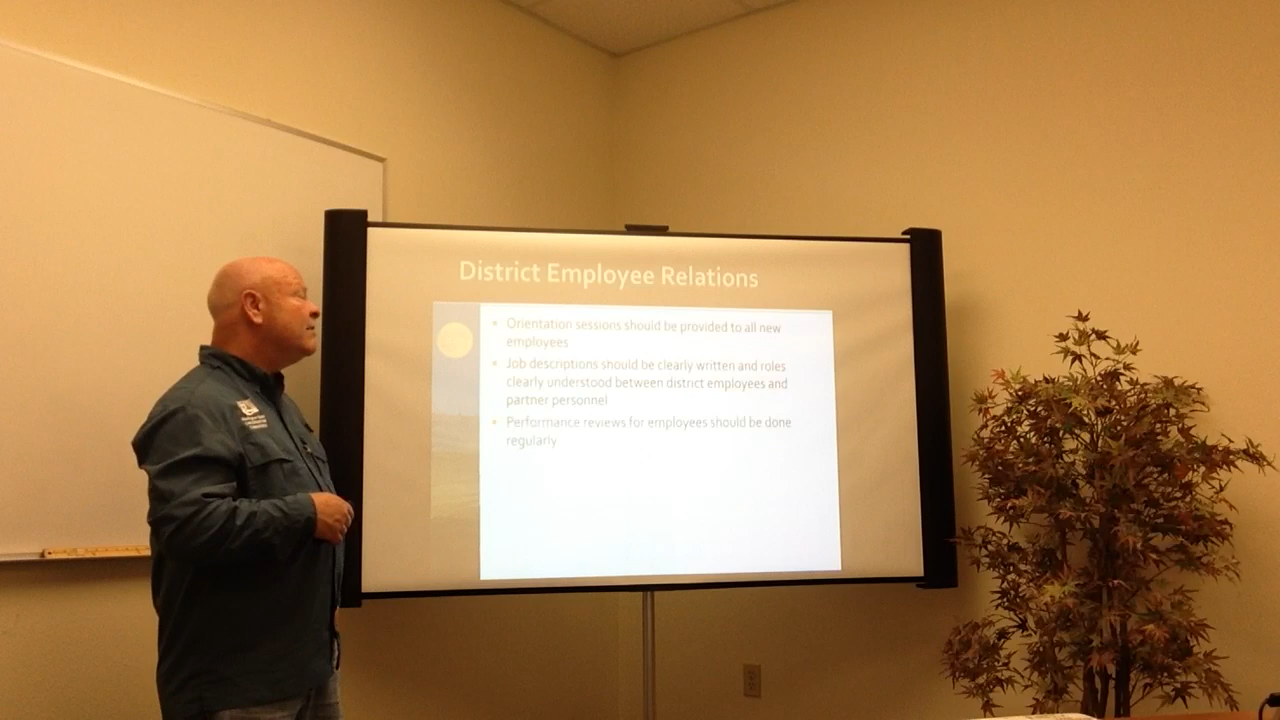 District Employee Relations
• Orientation sessions should be provided to all new
employees
• Job descriptions should be clearly written and roles
clearly understood between district employees and
partner personnel
• Performance reviews for employees should be done
regularly